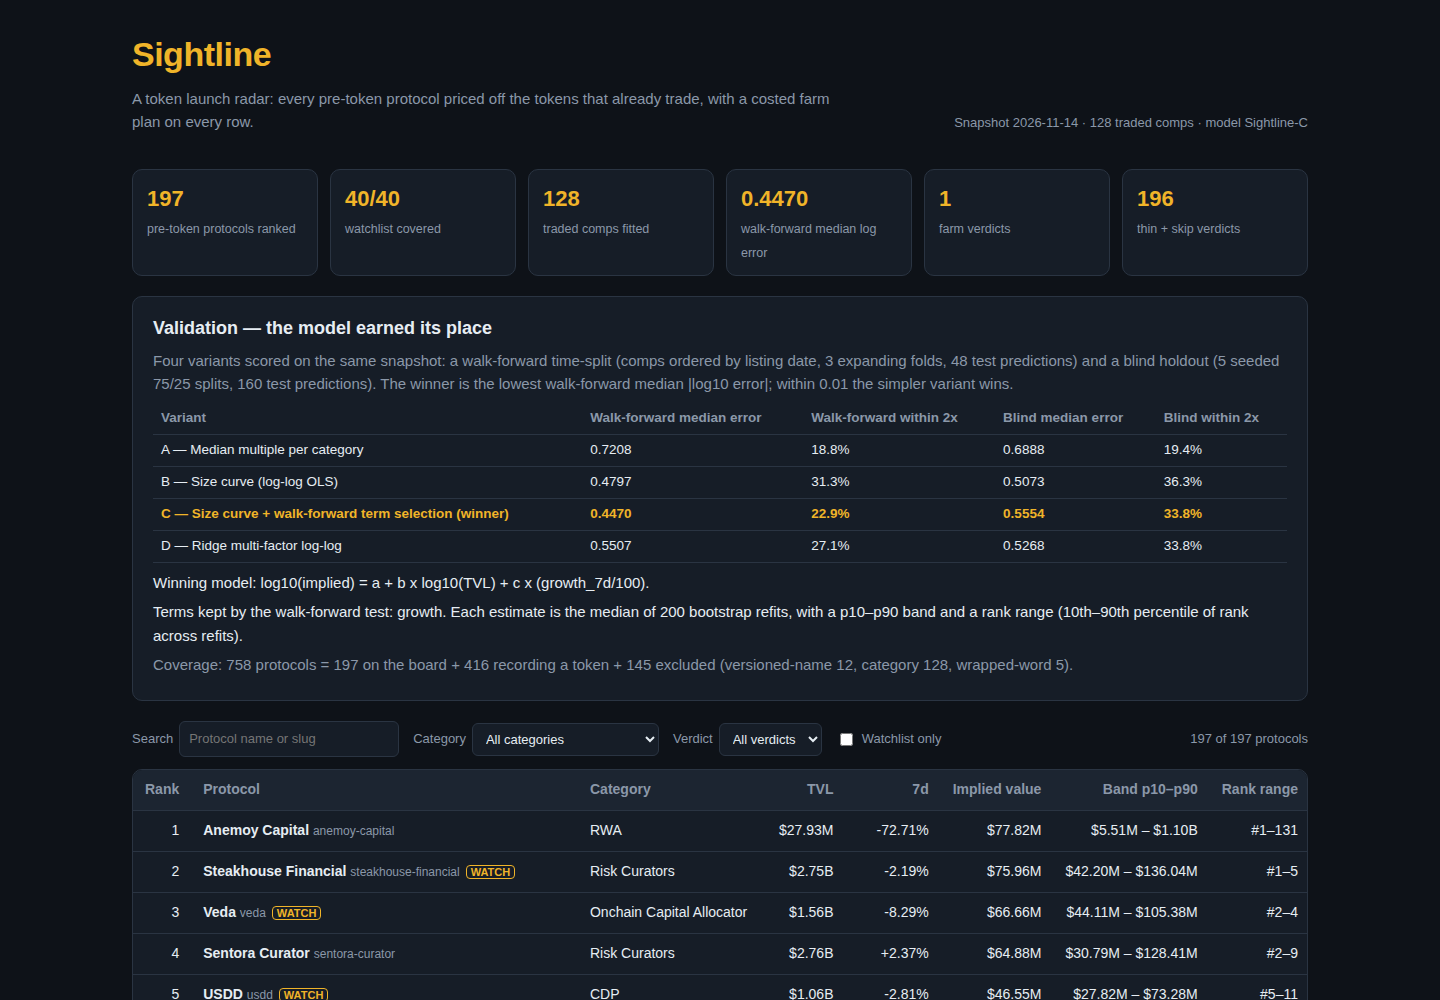 Sightline
A token launch radar: every pre-token protocol priced off the tokens that already trade, with a costed farm
plan on every row.
Snapshot 2026-11-14 · 128 traded comps · model Sightline-C
197
pre-token protocols ranked
40/40
watchlist covered
128
traded comps fitted
0.4470
walk-forward median log
error
1
farm verdicts
196
thin + skip verdicts
Validation — the model earned its place
Four variants scored on the same snapshot: a walk-forward time-split (comps ordered by listing date, 3 expanding folds, 48 test predictions) and a blind holdout (5 seeded
75/25 splits, 160 test predictions). The winner is the lowest walk-forward median |log10 error|; within 0.01 the simpler variant wins.
Variant Walk-forward median error Walk-forward within 2x Blind median error Blind within 2x
A — Median multiple per category 0.7208 18.8% 0.6888 19.4%
B — Size curve (log-log OLS) 0.4797 31.3% 0.5073 36.3%
C — Size curve + walk-forward term selection (winner) 0.4470 22.9% 0.5554 33.8%
D — Ridge multi-factor log-log 0.5507 27.1% 0.5268 33.8%
Winning model: log10(implied) = a + b x log10(TVL) + c x (growth_7d/100).
Terms kept by the walk-forward test: growth. Each estimate is the median of 200 bootstrap refits, with a p10–p90 band and a rank range (10th–90th percentile of rank
across refits).
Coverage: 758 protocols = 197 on the board + 416 recording a token + 145 excluded (versioned-name 12, category 128, wrapped-word 5).
Search Protocol name or slug Category All categories Verdict All verdicts Watchlist only 197 of 197 protocols
Rank Protocol Category TVL 7d Implied value Band p10–p90 Rank range
1 Anemoy Capital anemoy-capital RWA $27.93M -72.71% $77.82M $5.51M – $1.10B #1–131
2 Steakhouse Financial steakhouse-financial WATCH Risk Curators $2.75B -2.19% $75.96M $42.20M – $136.04M #1–5
3 Veda veda WATCH Onchain Capital Allocator $1.56B -8.29% $66.66M $44.11M – $105.38M #2–4
4 Sentora Curator sentora-curator Risk Curators $2.76B +2.37% $64.88M $30.79M – $128.41M #2–9
5 USDD usdd WATCH CDP $1.06B -2.81% $46.55M $27.82M – $73.28M #5–11